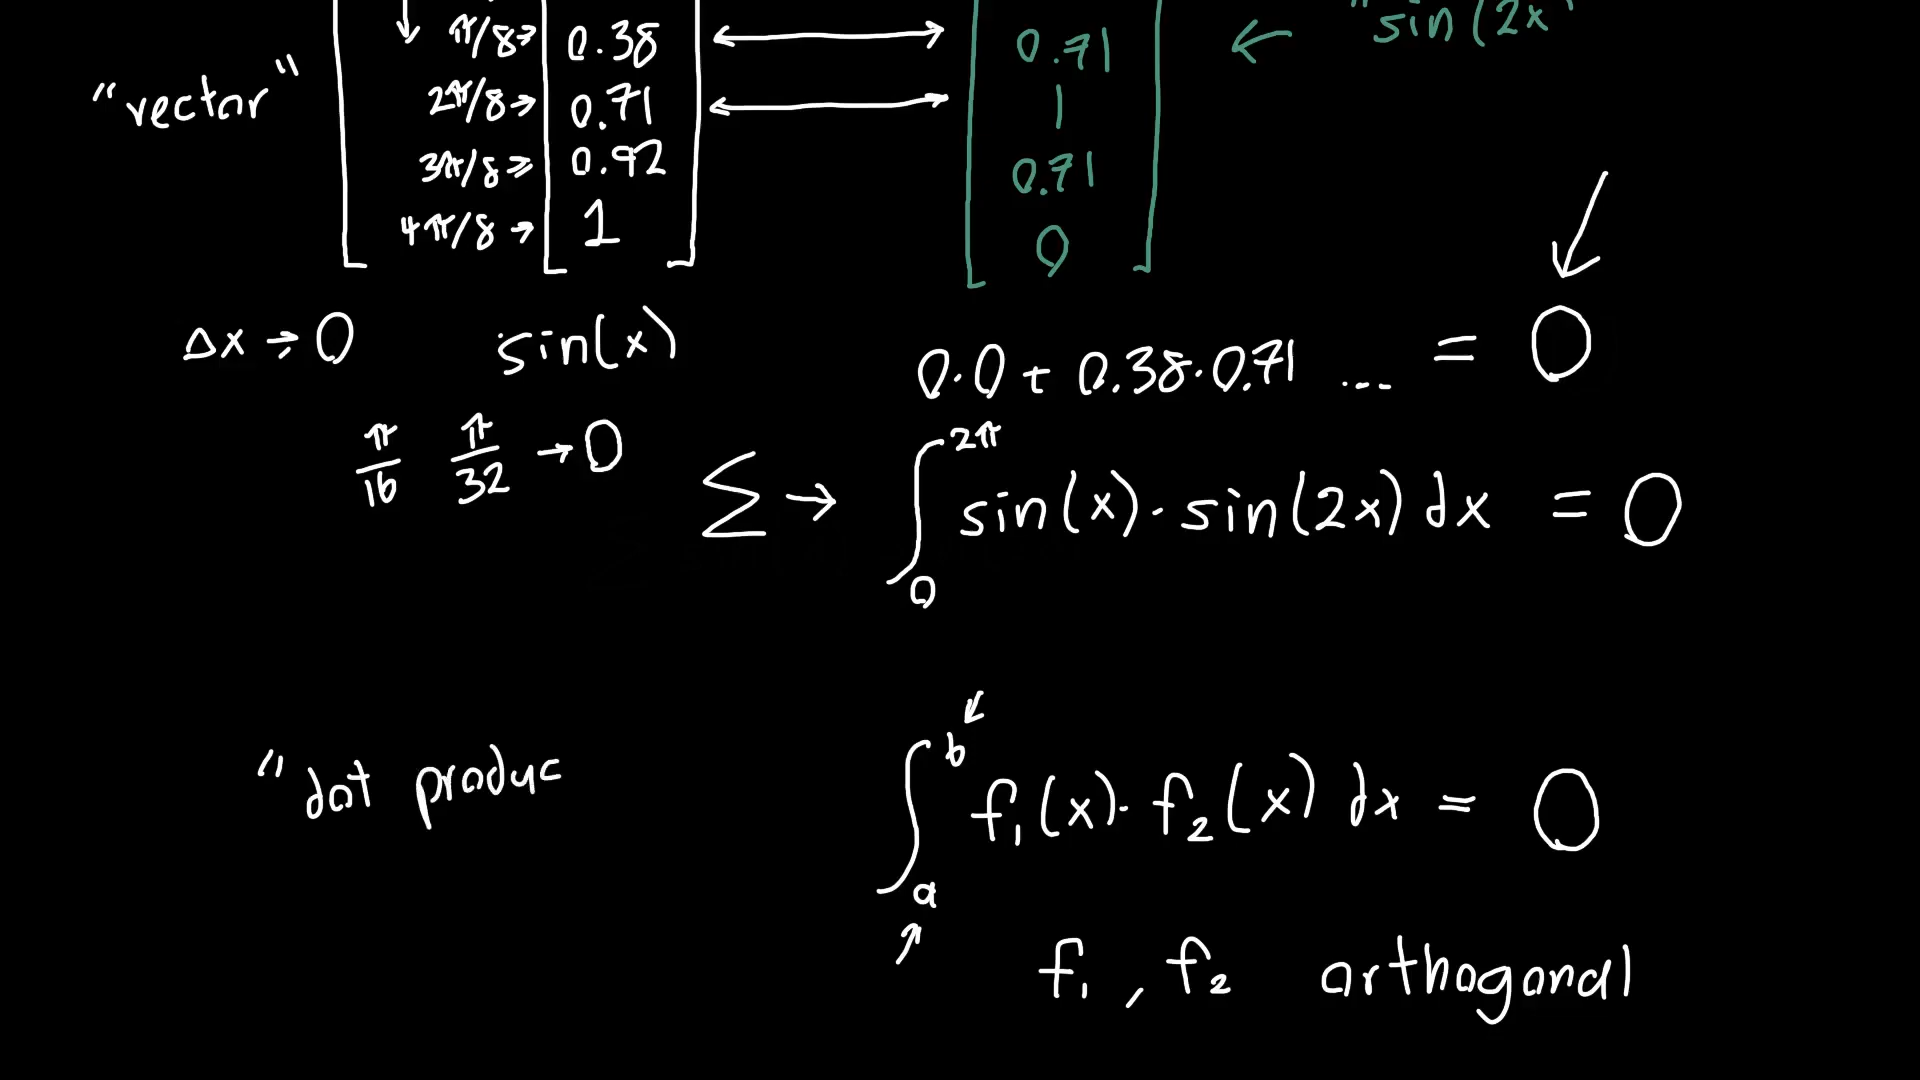 π/8→ 0.38 ↔ 0.71 ← "sin(2x"
"vector" 2π/8→ 0.71 ↔ 1
3π/8→ 0.92 0.71
4π/8→ 1 0
Δx → 0 sin(x) 0.0 + 0.38·0.71 ... = 0
π/16 π/32 → 0
Σ → ∫₀^2π sin(x)·sin(2x)dx = 0
"dot produc ∫ₐ^b f₁(x)·f₂(x) dx = 0
f₁, f₂ orthogonal